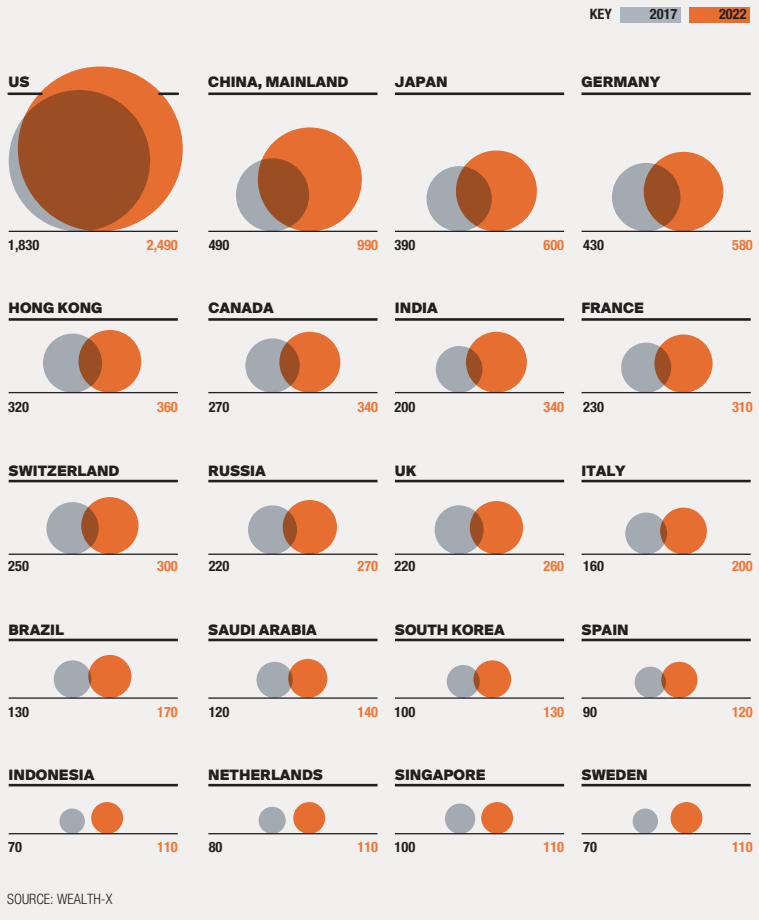 KEY 2017 2022
US CHINA, MAINLAND JAPAN GERMANY
1,830 2,490 490 990 390 600 430 580
HONG KONG CANADA INDIA FRANCE
320 360 270 340 200 340 230 310
SWITZERLAND RUSSIA UK ITALY
250 300 220 270 220 260 160 200
BRAZIL SAUDI ARABIA SOUTH KOREA SPAIN
130 170 120 140 100 130 90 120
INDONESIA NETHERLANDS SINGAPORE SWEDEN
70 110 80 110 100 110 70 110
SOURCE: WEALTH-X